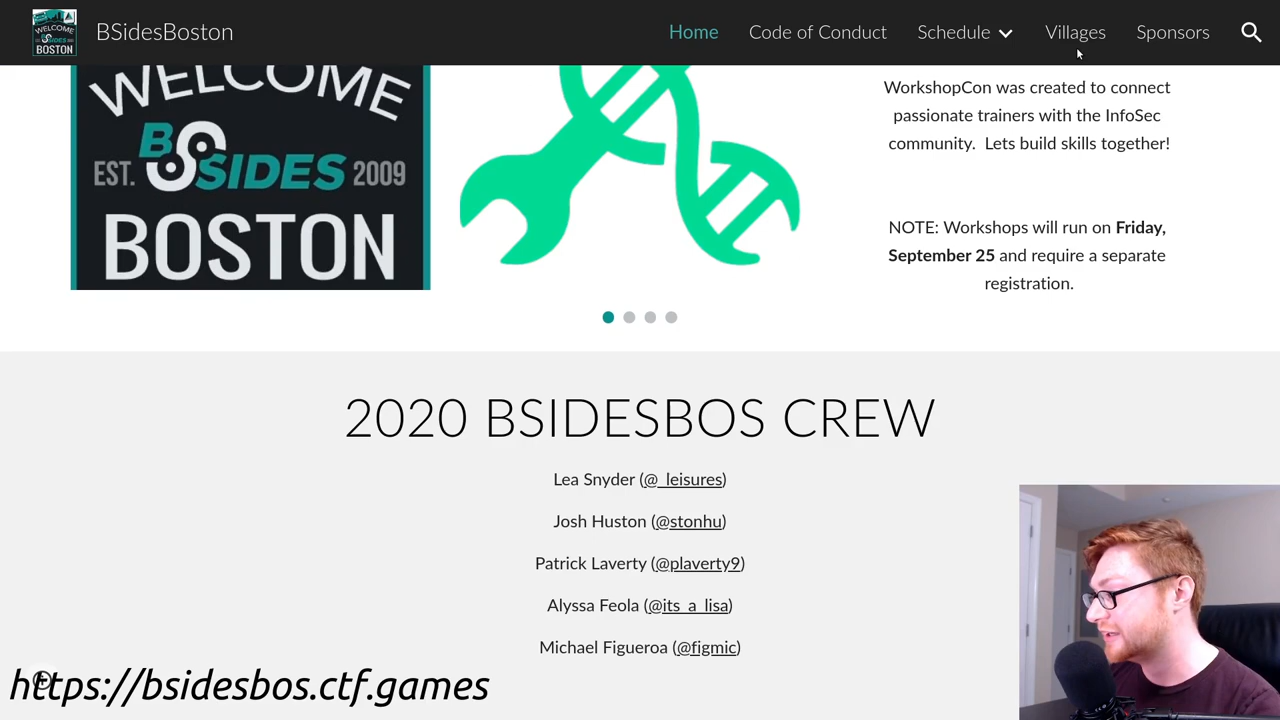 WELCOME
BSIDES
BOSTON
BSidesBoston
Home
Code of Conduct
Schedule
Villages
Sponsors
WELCOME
EST. BSIDES 2009
BOSTON
WorkshopCon was created to connect
passionate trainers with the InfoSec
community. Lets build skills together!
NOTE: Workshops will run on Friday,
September 25 and require a separate
registration.
2020 BSIDESBOS CREW
Lea Snyder (@_leisures)
Josh Huston (@stonhu)
Patrick Laverty (@plaverty9)
Alyssa Feola (@its_a_lisa)
Michael Figueroa (@figmic)
https://bsidesbos.ctf.games